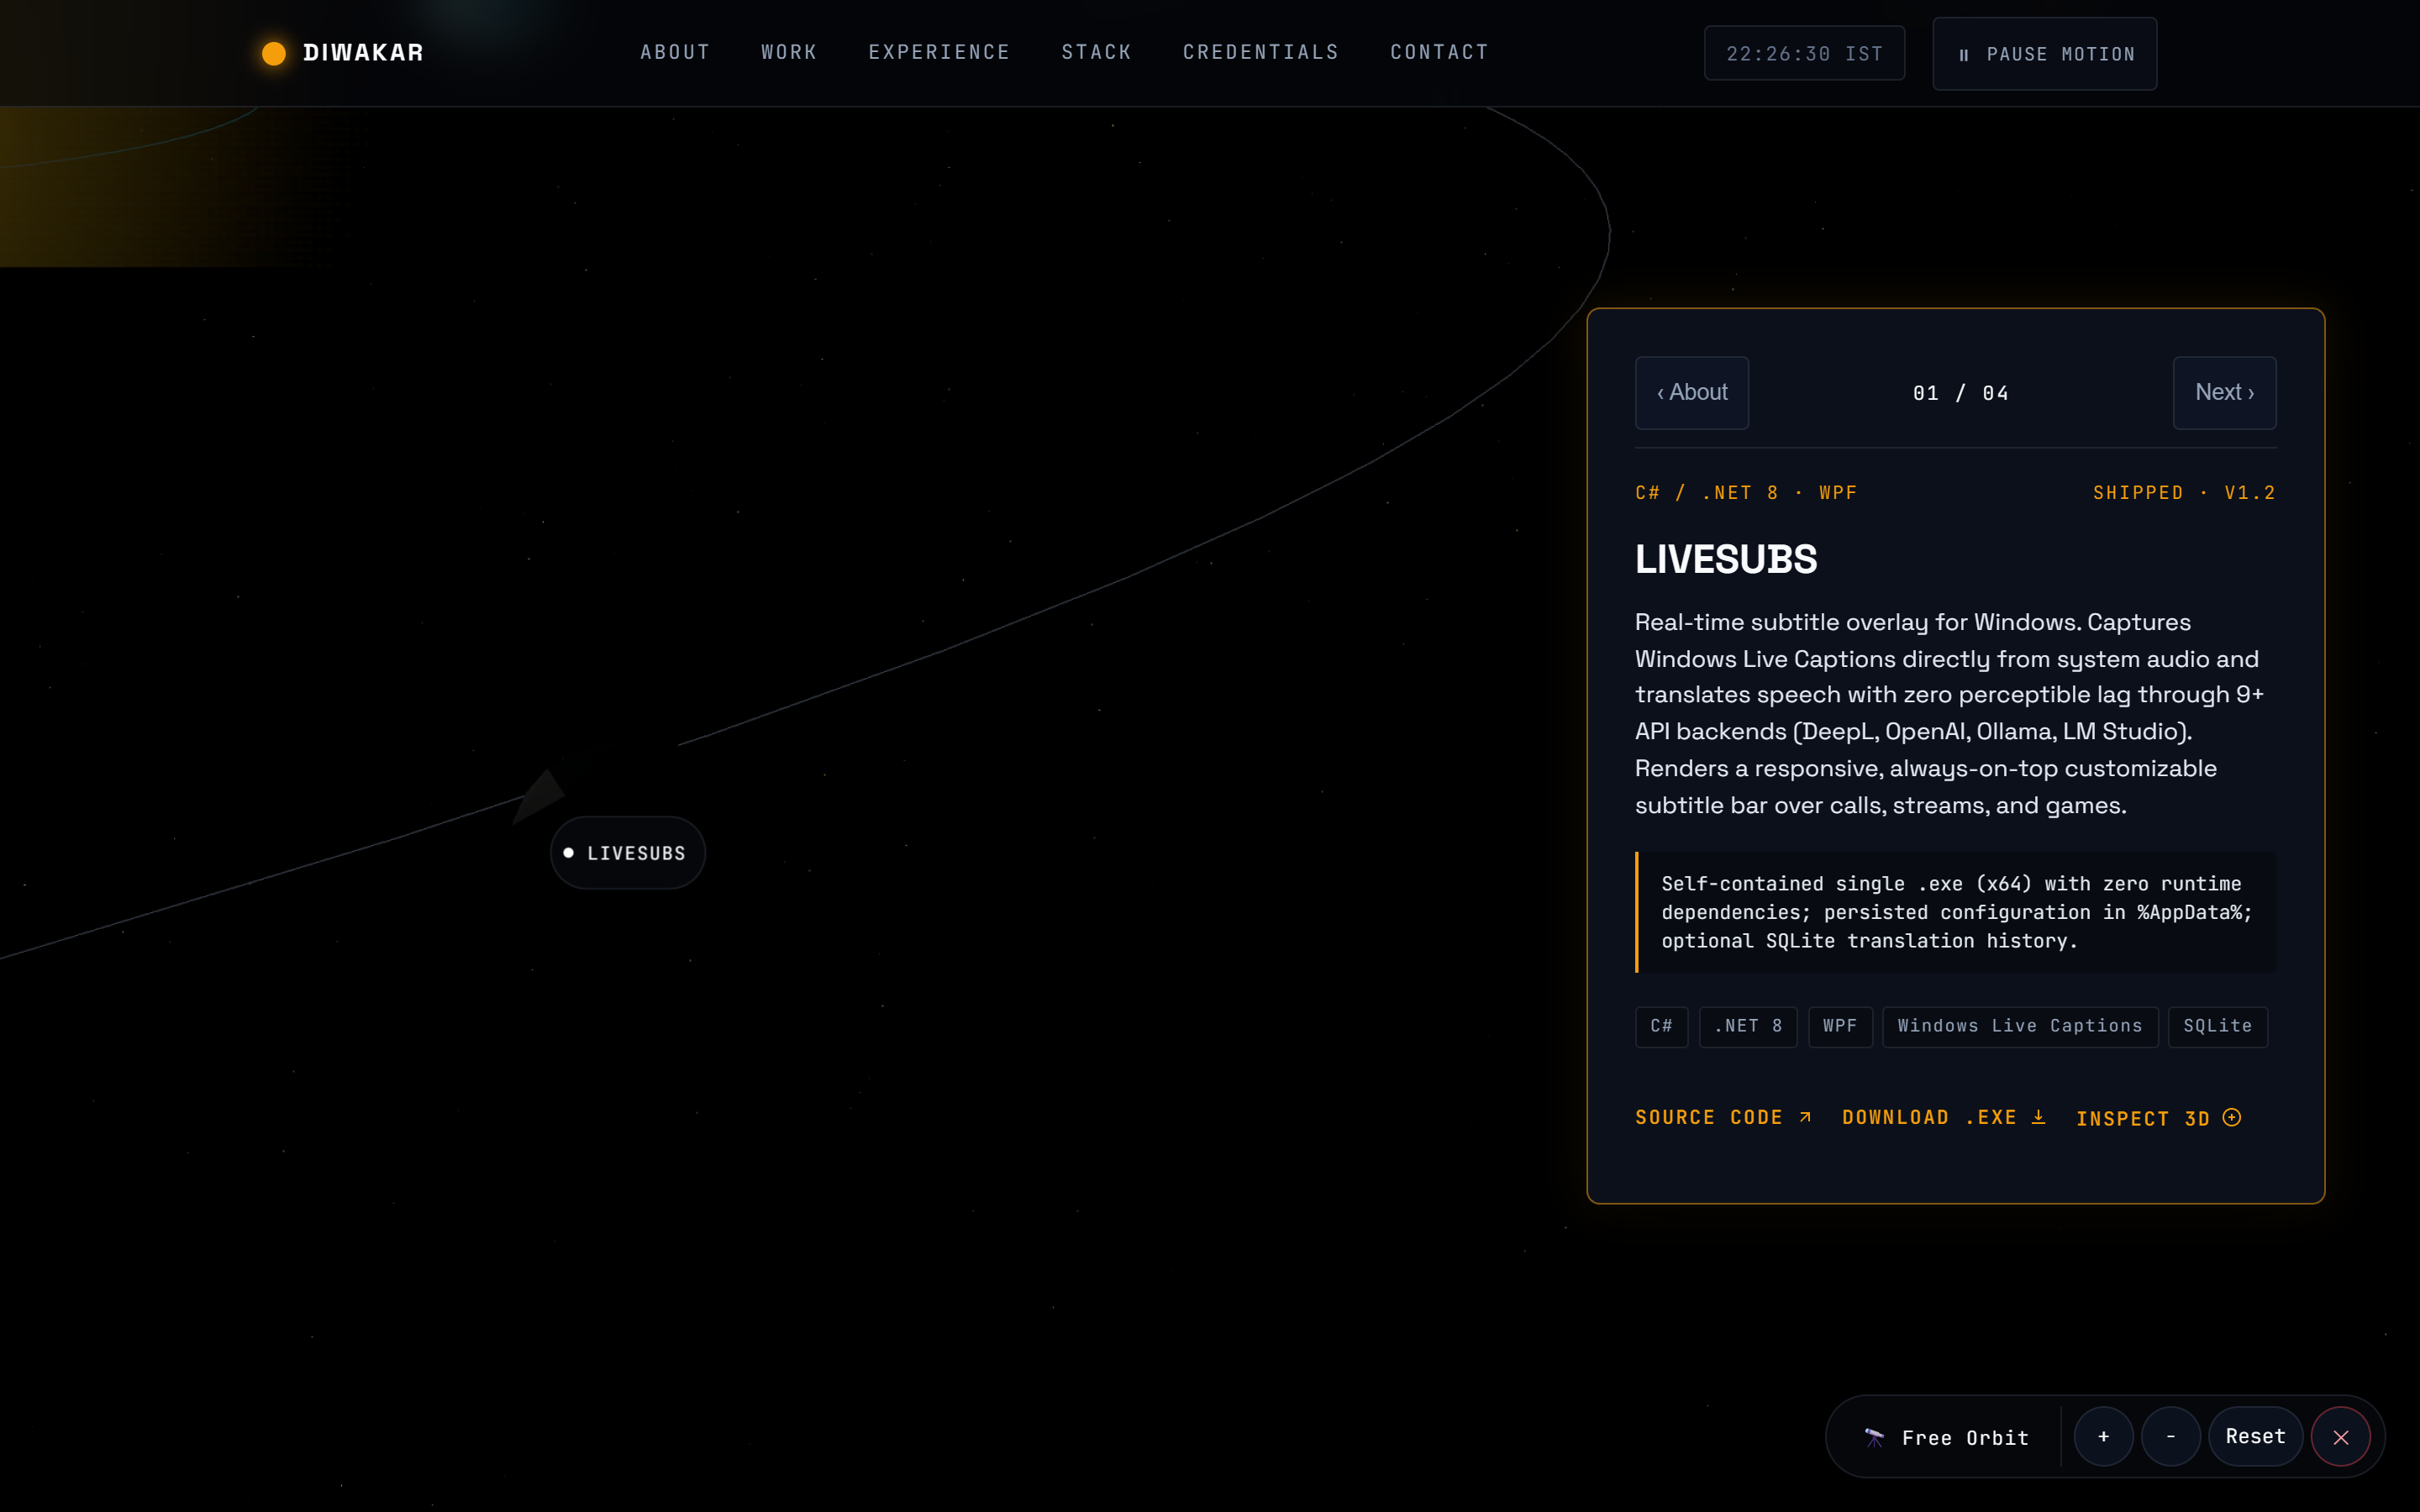 DIWAKAR
ABOUT WORK EXPERIENCE STACK CREDENTIALS CONTACT
22:26:30 IST
PAUSE MOTION
‹ About
01 / 04
Next ›
C# / .NET 8 · WPF
SHIPPED · V1.2
LIVESUBS
Real-time subtitle overlay for Windows. Captures
Windows Live Captions directly from system audio and
translates speech with zero perceptible lag through 9+
API backends (DeepL, OpenAI, Ollama, LM Studio).
Renders a responsive, always-on-top customizable
subtitle bar over calls, streams, and games.
Self-contained single .exe (x64) with zero runtime
dependencies; persisted configuration in %AppData%;
optional SQLite translation history.
C# .NET 8 WPF Windows Live Captions SQLite
SOURCE CODE DOWNLOAD .EXE INSPECT 3D
LIVESUBS
Free Orbit + - Reset